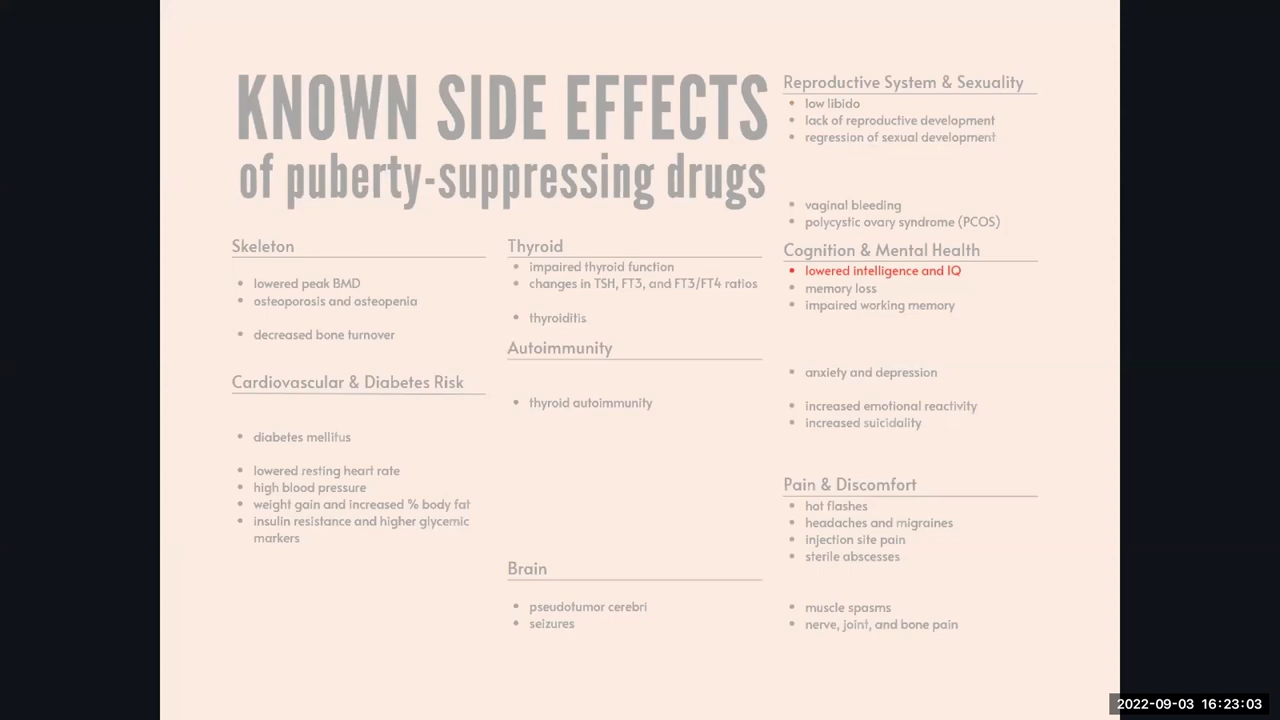 KNOWN SIDE EFFECTS
of puberty-suppressing drugs
Skeleton
• lowered peak BMD
• osteoporosis and osteopenia
• decreased bone turnover
Cardiovascular & Diabetes Risk
• diabetes mellitus
• lowered resting heart rate
• high blood pressure
• weight gain and increased % body fat
• insulin resistance and higher glycemic
markers
Thyroid
• impaired thyroid function
• changes in TSH, FT3, and FT3/FT4 ratios
• thyroiditis
Autoimmunity
• thyroid autoimmunity
Brain
• pseudotumor cerebri
• seizures
Reproductive System & Sexuality
• low libido
• lack of reproductive development
• regression of sexual development
• vaginal bleeding
• polycystic ovary syndrome (PCOS)
Cognition & Mental Health
• lowered intelligence and IQ
• memory loss
• impaired working memory
• anxiety and depression
• increased emotional reactivity
• increased suicidality
Pain & Discomfort
• hot flashes
• headaches and migraines
• injection site pain
• sterile abscesses
• muscle spasms
• nerve, joint, and bone pain
2022-09-03 16:23:03